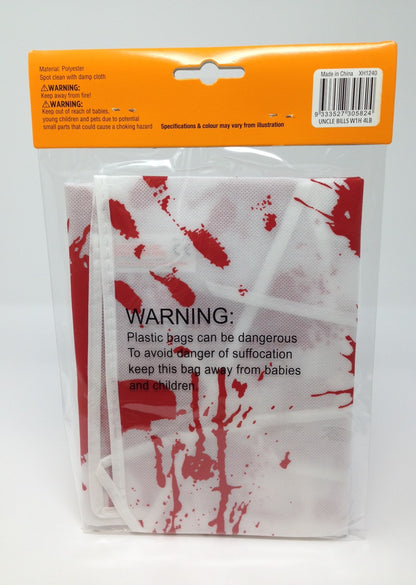 Material: Polyester
Spot clean with damp cloth
⚠WARNING:
Keep away from fire!
⚠WARNING:
Keep out of reach of babies,
young children and pets due to potential
small parts that could cause a choking hazard
Specifications & colour may vary from illustration
Made in China XH1240
9 333527 305824
UNCLE BILLS W1H 4LB
WARNING:
Plastic bags can be dangerous
To avoid danger of suffocation
keep this bag away from babies
and children